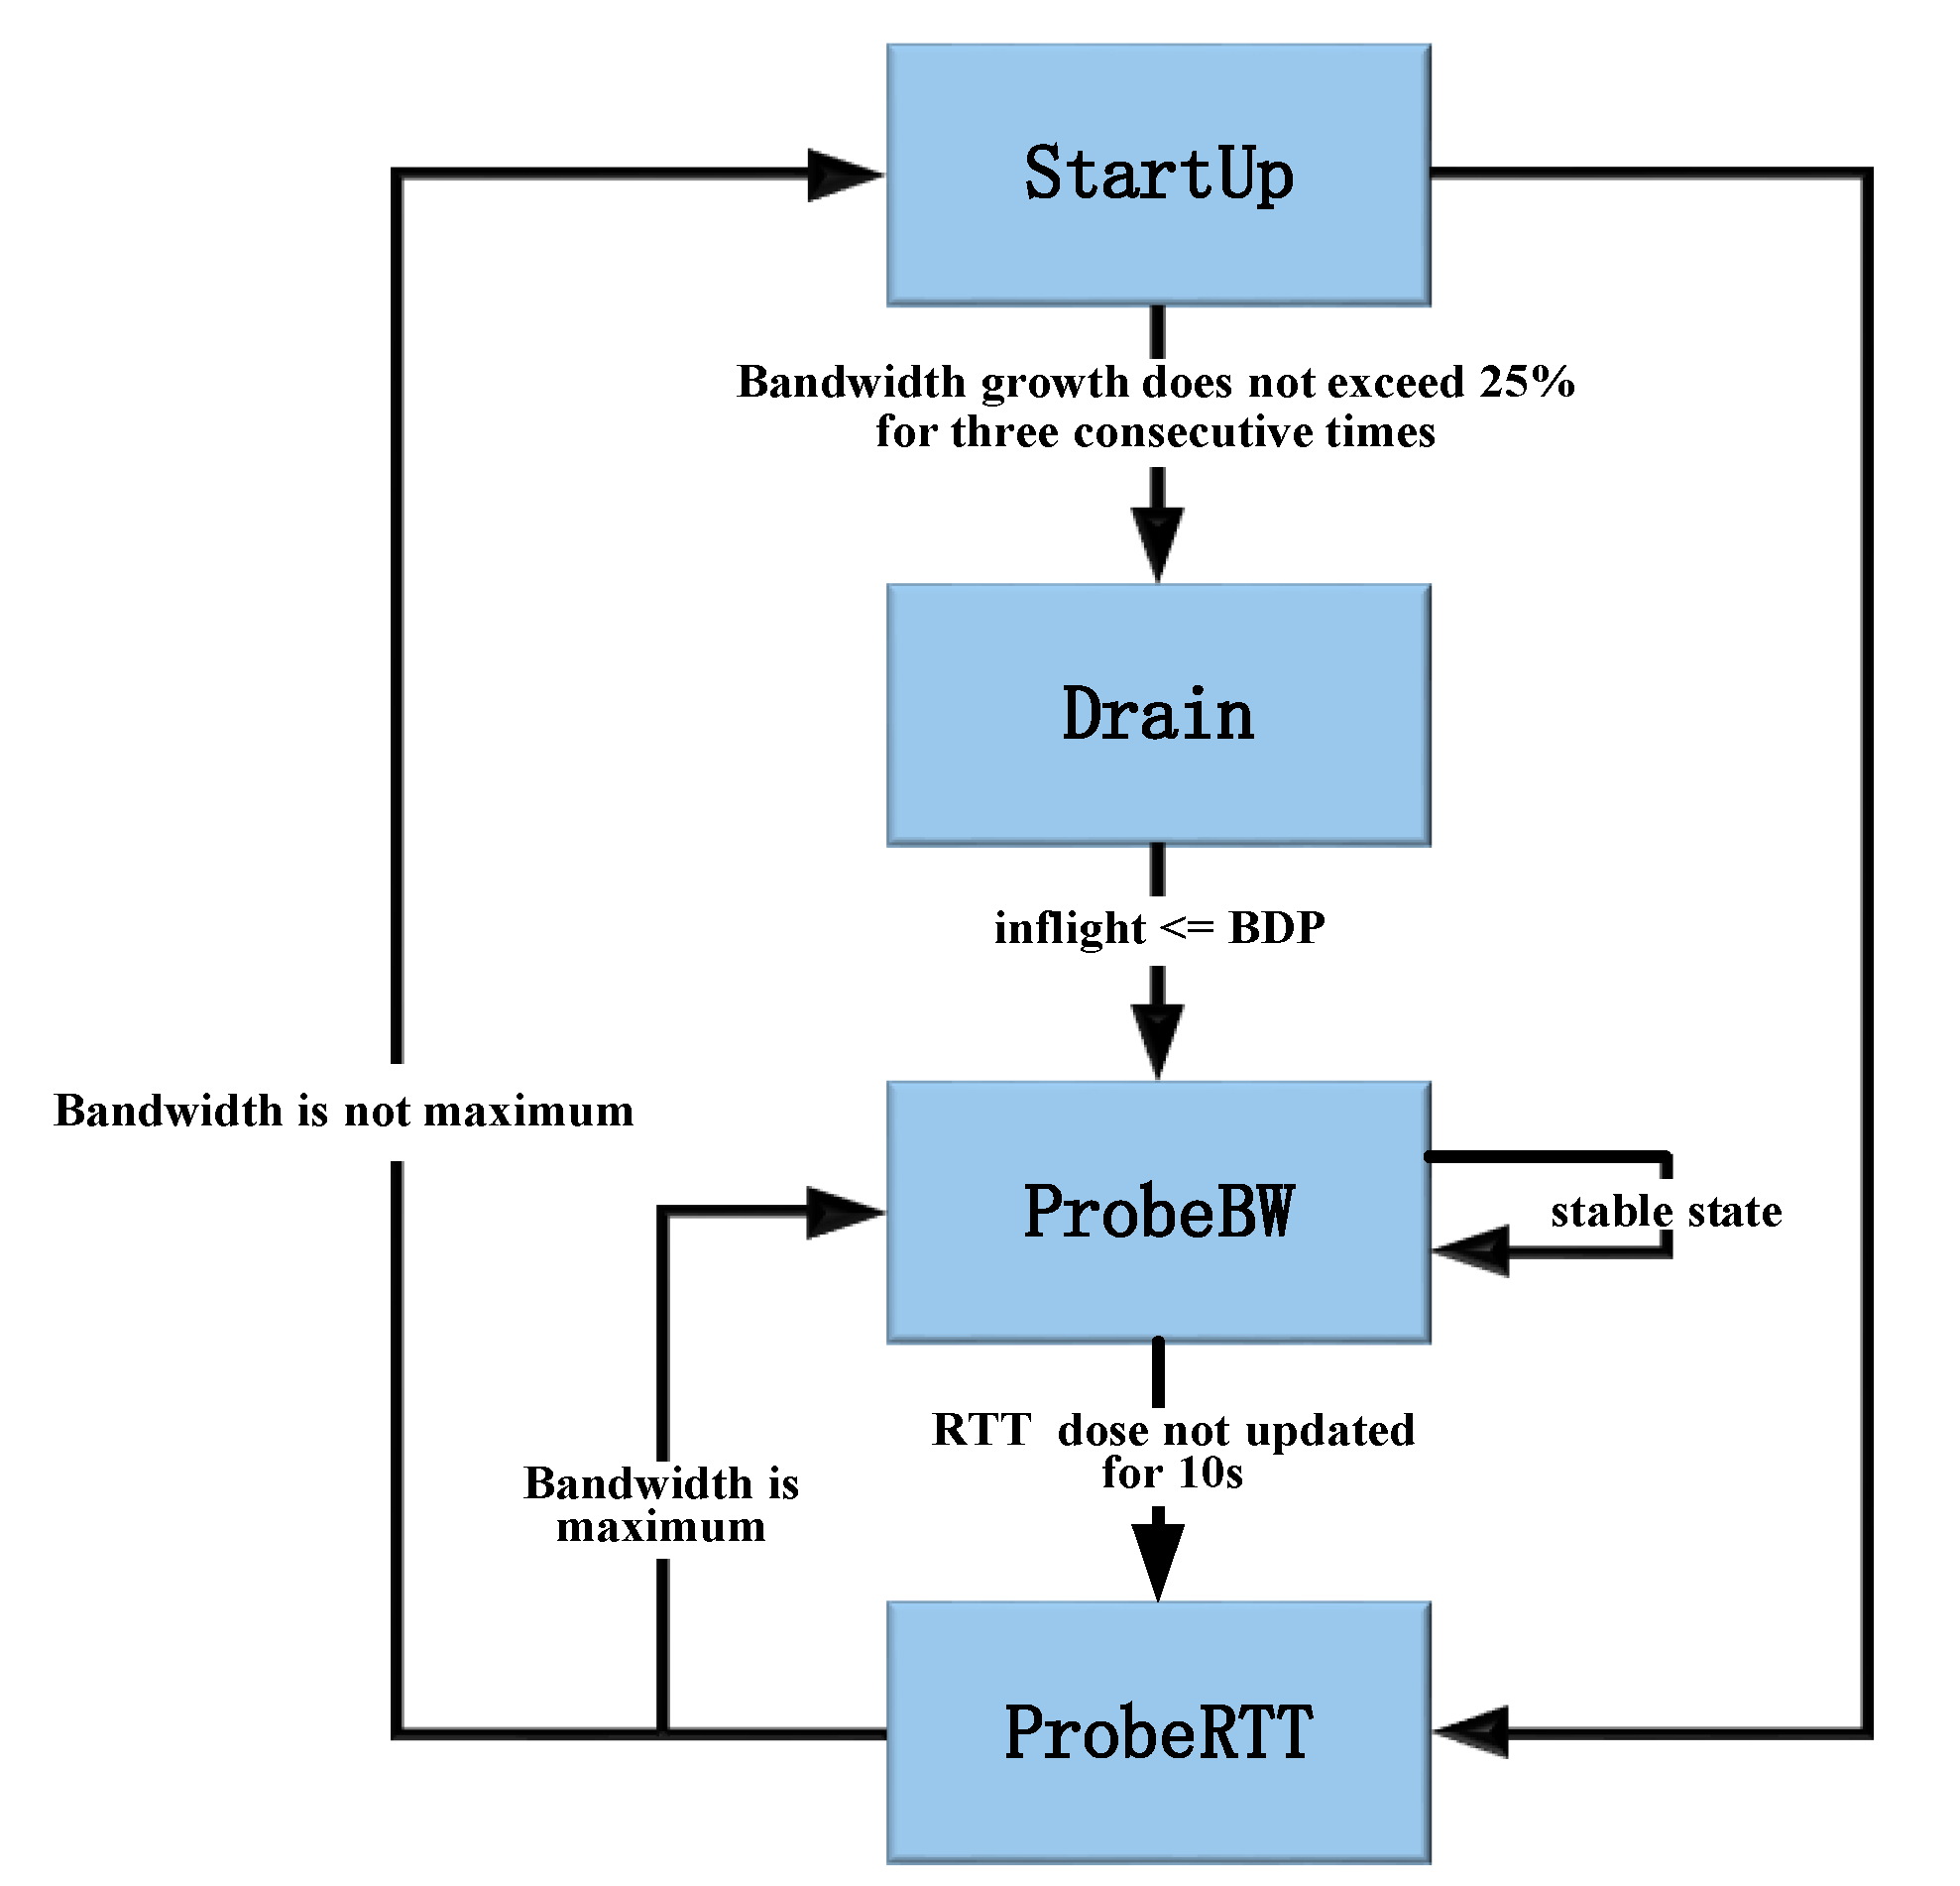 StartUp
Bandwidth growth does not exceed 25%
for three consecutive times
Drain
inflight <= BDP
Bandwidth is not maximum
ProbeBW
stable state
RTT  dose not updated
for 10s
Bandwidth is
maximum
ProbeRTT